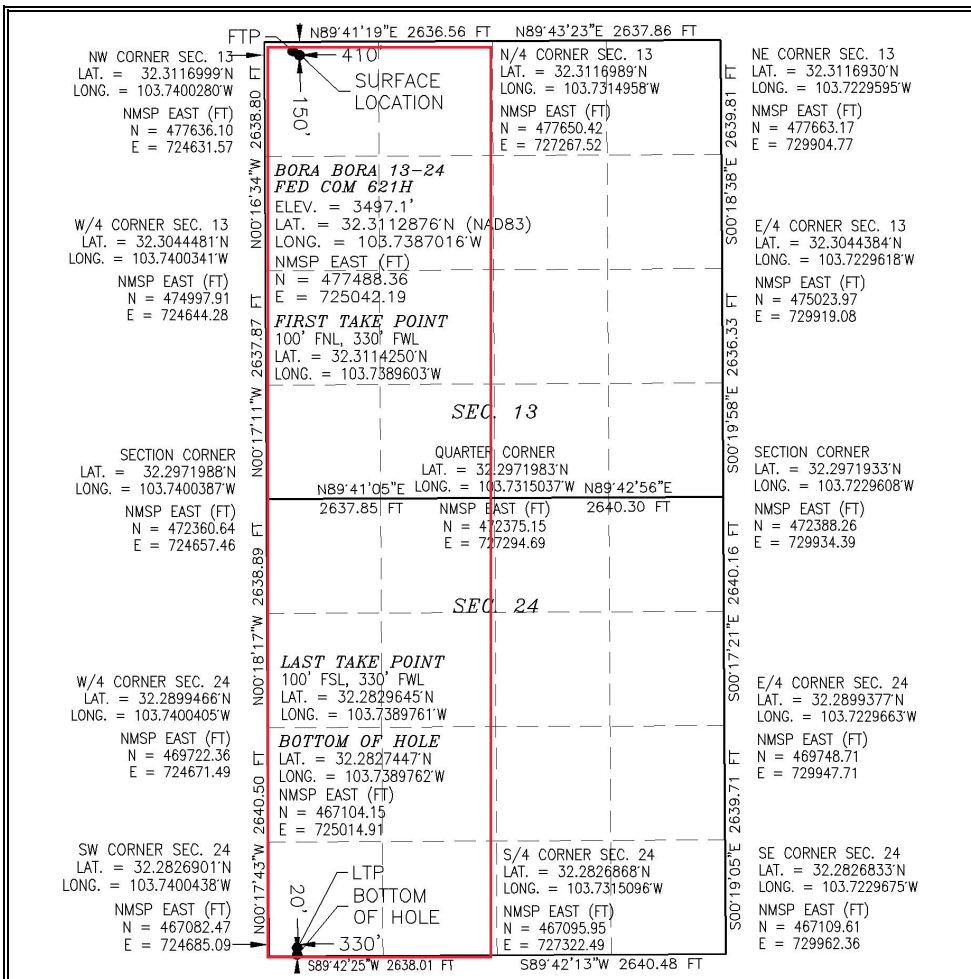 N89°41'19"E 2636.56 FT
N89°43'23"E 2637.86 FT
FTP
410'
SURFACE
LOCATION
150'
NW CORNER SEC. 13
LAT. = 32.3116999°N
LONG. = 103.7400280°W
NMSP EAST (FT)
N = 477636.10
E = 724631.57
N/4 CORNER SEC. 13
LAT. = 32.3116989°N
LONG. = 103.7314958°W
NMSP EAST (FT)
N = 477650.42
E = 727267.52
NE CORNER SEC. 13
LAT. = 32.3116930°N
LONG. = 103.7229595°W
NMSP EAST (FT)
N = 477663.17
E = 729904.77
N00°16'34"W 2638.80 FT
S00°18'38"E 2639.81 FT
BORA BORA 13-24
FED COM 621H
ELEV. = 3497.1'
LAT. = 32.3112876°N (NAD83)
LONG. = 103.7387016°W
NMSP EAST (FT)
N = 477488.36
E = 725042.19
W/4 CORNER SEC. 13
LAT. = 32.3044481°N
LONG. = 103.7400341°W
NMSP EAST (FT)
N = 474997.91
E = 724644.28
E/4 CORNER SEC. 13
LAT. = 32.3044384°N
LONG. = 103.7229618°W
NMSP EAST (FT)
N = 475023.97
E = 729919.08
FIRST TAKE POINT
100' FNL, 330' FWL
LAT. = 32.3114250°N
LONG. = 103.7389603°W
N00°17'11"W 2637.87 FT
S00°19'58"E 2636.33 FT
SEC. 13
SECTION CORNER
LAT. = 32.2971988°N
LONG. = 103.7400387°W
NMSP EAST (FT)
N = 472360.64
E = 724657.46
QUARTER CORNER
LAT. = 32.2971983°N
LONG. = 103.7315037°W
NMSP EAST (FT)
N = 472375.15
E = 727294.69
SECTION CORNER
LAT. = 32.2971933°N
LONG. = 103.7229608°W
NMSP EAST (FT)
N = 472388.26
E = 729934.39
N89°41'05"E
2637.85 FT
N89°42'56"E
2640.30 FT
N00°18'17"W 2638.89 FT
S00°17'21"E 2640.16 FT
SEC. 24
LAST TAKE POINT
100' FSL, 330' FWL
LAT. = 32.2829645°N
LONG. = 103.7389761°W
W/4 CORNER SEC. 24
LAT. = 32.2899466°N
LONG. = 103.7400405°W
NMSP EAST (FT)
N = 469722.36
E = 724671.49
E/4 CORNER SEC. 24
LAT. = 32.2899377°N
LONG. = 103.7229663°W
NMSP EAST (FT)
N = 469748.71
E = 729947.71
BOTTOM OF HOLE
LAT. = 32.2827447°N
LONG. = 103.7389762°W
NMSP EAST (FT)
N = 467104.15
E = 725014.91
N00°17'43"W 2640.50 FT
S00°19'05"E 2639.71 FT
SW CORNER SEC. 24
LAT. = 32.2826901°N
LONG. = 103.7400438°W
NMSP EAST (FT)
N = 467082.47
E = 724685.09
LTP
BOTTOM
OF HOLE
20'
330'
S/4 CORNER SEC. 24
LAT. = 32.2826868°N
LONG. = 103.7315096°W
NMSP EAST (FT)
N = 467095.95
E = 727322.49
SE CORNER SEC. 24
LAT. = 32.2826833°N
LONG. = 103.7229675°W
NMSP EAST (FT)
N = 467109.61
E = 729962.36
S89°42'25"W 2638.01 FT
S89°42'13"W 2640.48 FT